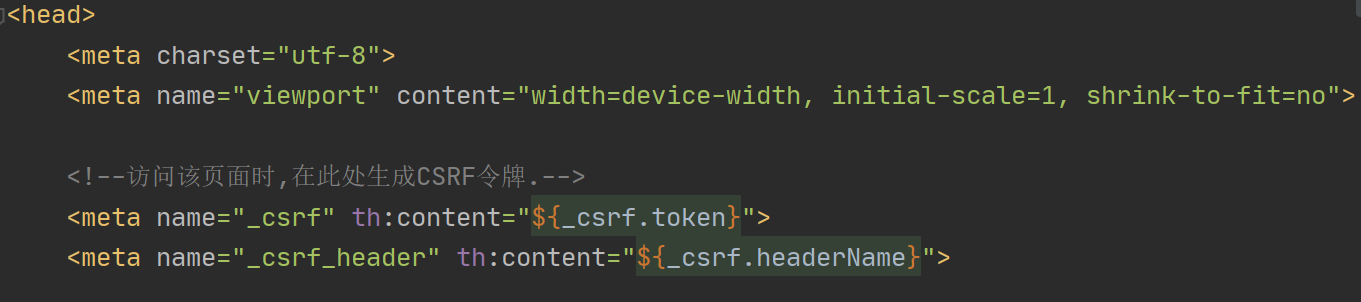 <head>
<meta charset="utf-8">
<meta name="viewport" content="width=device-width, initial-scale=1, shrink-to-fit=no">
<!--访问该页面时,在此处生成CSRF令牌.-->
<meta name="_csrf" th:content="${_csrf.token}">
<meta name="_csrf_header" th:content="${_csrf.headerName}">